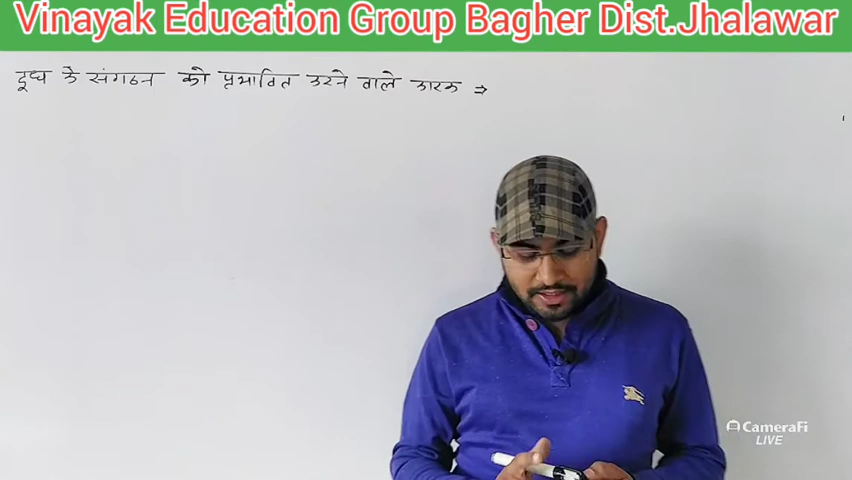 Vinayak Education Group Bagher Dist.Jhalawar
दूध के संगठन को प्रभावित करने वाले कारक ⇒
CameraFi
LIVE